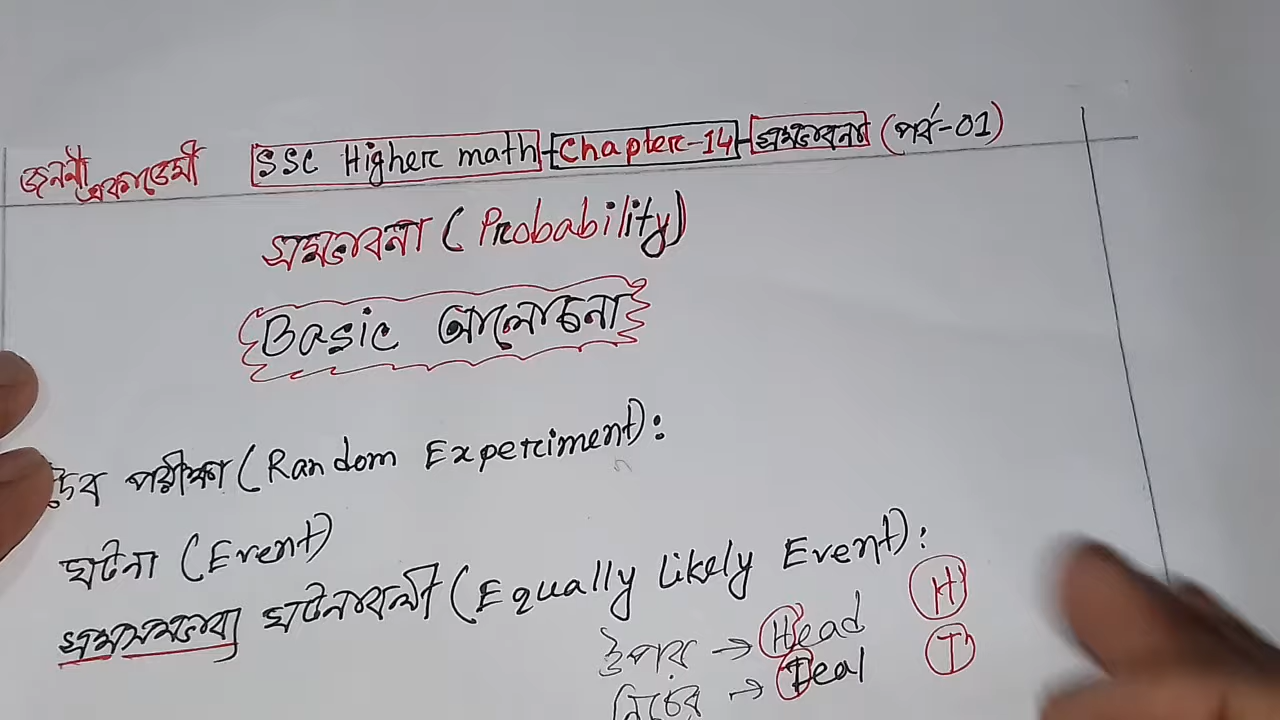 জননী একাডেমী SSC Higher math - Chapter-14 - সম্ভাবনা (পর্ব-01)
সম্ভাবনা (Probability)
Basic আলোচনা
দৈব পরীক্ষা (Random Experiment):
ঘটনা (Event)
সমসম্ভাব্য ঘটনাবলী (Equally Likely Event):
উপরে → Head H
নিচের → Teal T